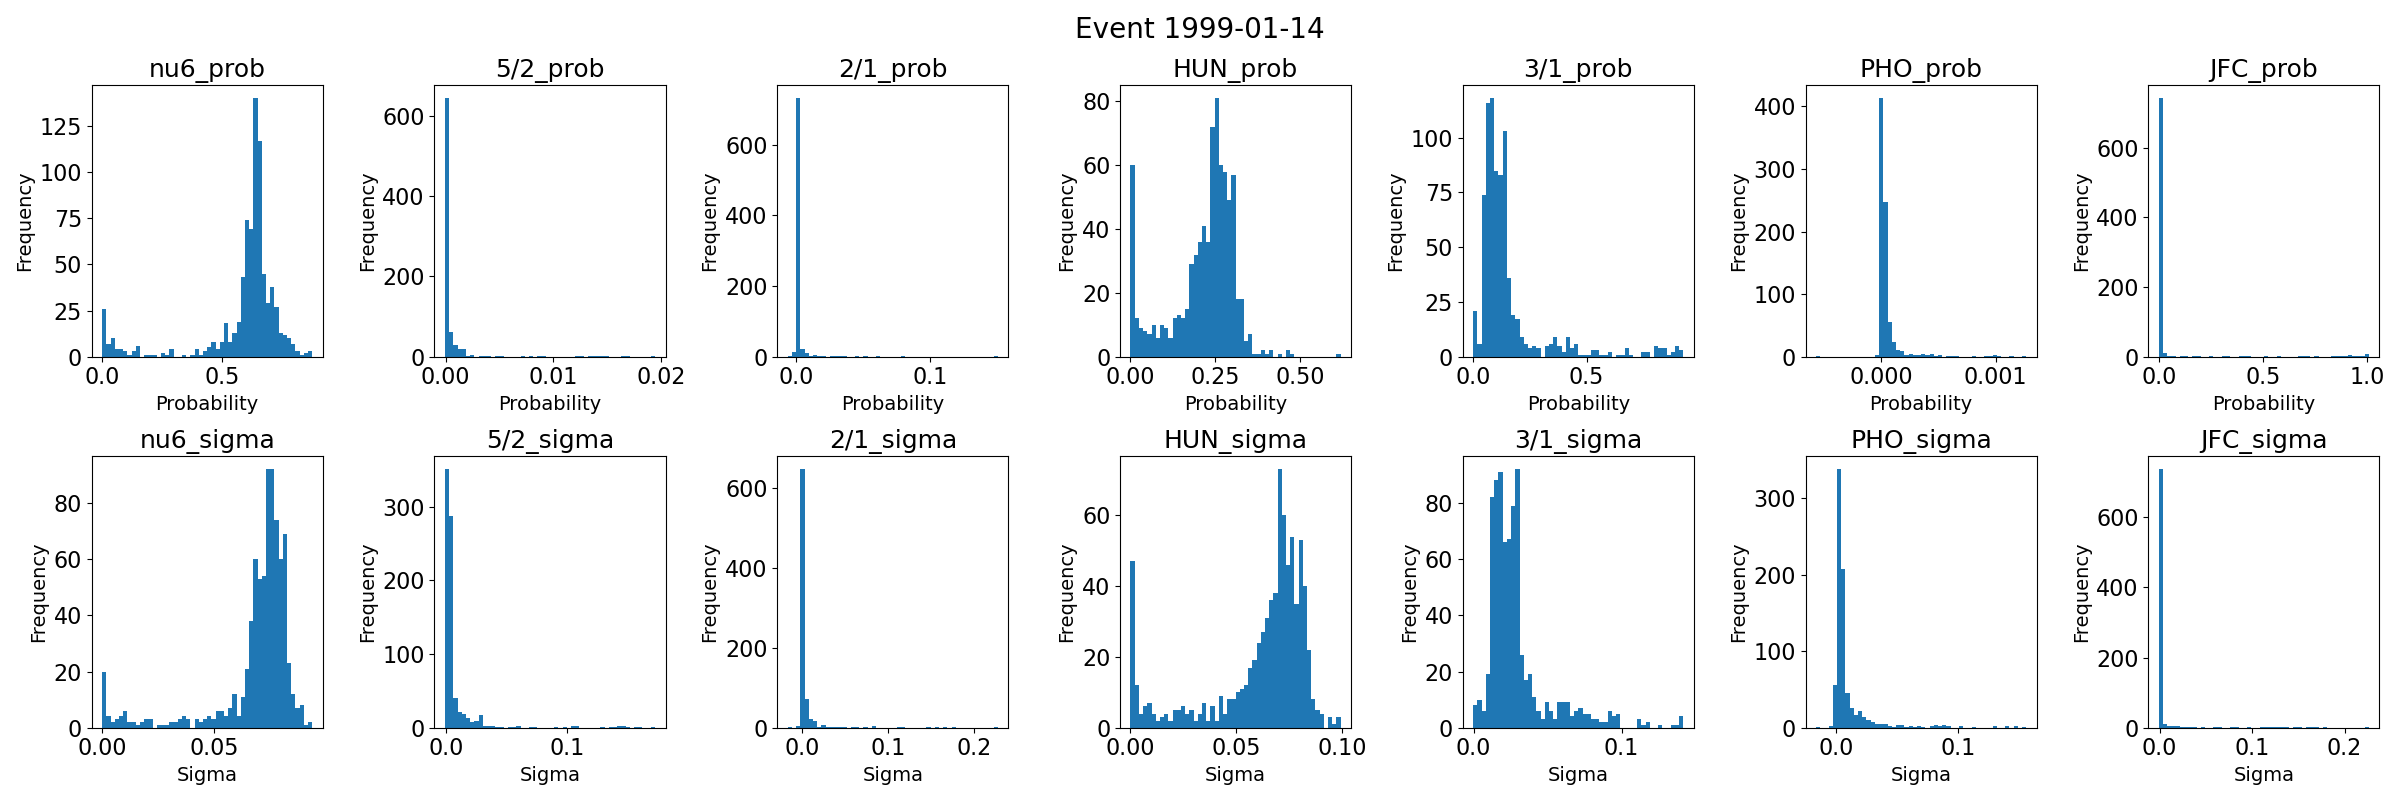 Event 1999-01-14
nu6_prob
5/2_prob
2/1_prob
HUN_prob
3/1_prob
PHO_prob
JFC_prob
Frequency
125
100
75
50
25
0
0.0
0.5
Probability
Frequency
600
400
200
0
0.00
0.01
0.02
Probability
Frequency
600
400
200
0
0.0
0.1
Probability
Frequency
80
60
40
20
0
0.00
0.25
0.50
Probability
Frequency
100
75
50
25
0
0.0
0.5
Probability
Frequency
400
300
200
100
0
0.000
0.001
Probability
Frequency
600
400
200
0
0.0
0.5
1.0
Probability
nu6_sigma
5/2_sigma
2/1_sigma
HUN_sigma
3/1_sigma
PHO_sigma
JFC_sigma
Frequency
80
60
40
20
0
0.00
0.05
Sigma
Frequency
300
200
100
0
0.0
0.1
Sigma
Frequency
600
400
200
0
0.0
0.1
0.2
Sigma
Frequency
60
40
20
0
0.00
0.05
0.10
Sigma
Frequency
80
60
40
20
0
0.0
0.1
Sigma
Frequency
300
200
100
0
0.0
0.1
Sigma
Frequency
600
400
200
0
0.0
0.1
0.2
Sigma